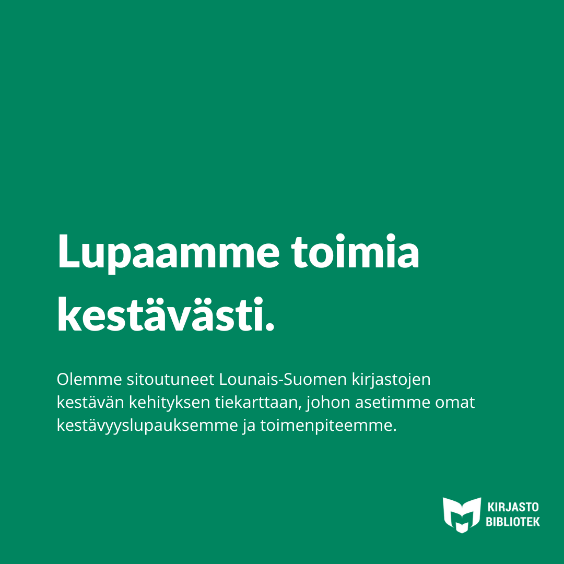 Lupaamme toimia
kestävästi.
Olemme sitoutuneet Lounais-Suomen kirjastojen
kestävän kehityksen tiekarttaan, johon asetimme omat
kestävyyslupauksemme ja toimenpiteemme.
KIRJASTO
BIBLIOTEK